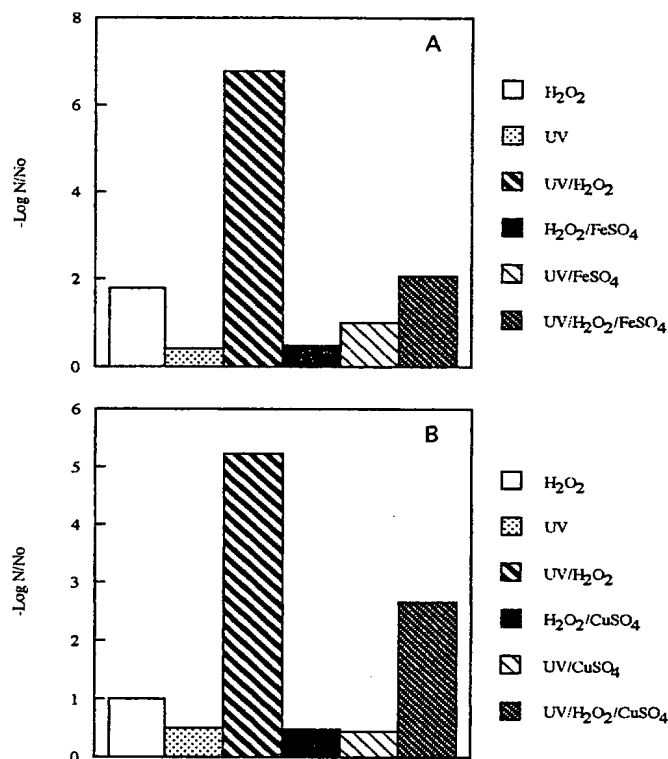 A
-Log N/No
8
6
4
2
0
H₂O₂
UV
UV/H₂O₂
H₂O₂/FeSO₄
UV/FeSO₄
UV/H₂O₂/FeSO₄
B
-Log N/No
6
5
4
3
2
1
0
H₂O₂
UV
UV/H₂O₂
H₂O₂/CuSO₄
UV/CuSO₄
UV/H₂O₂/CuSO₄